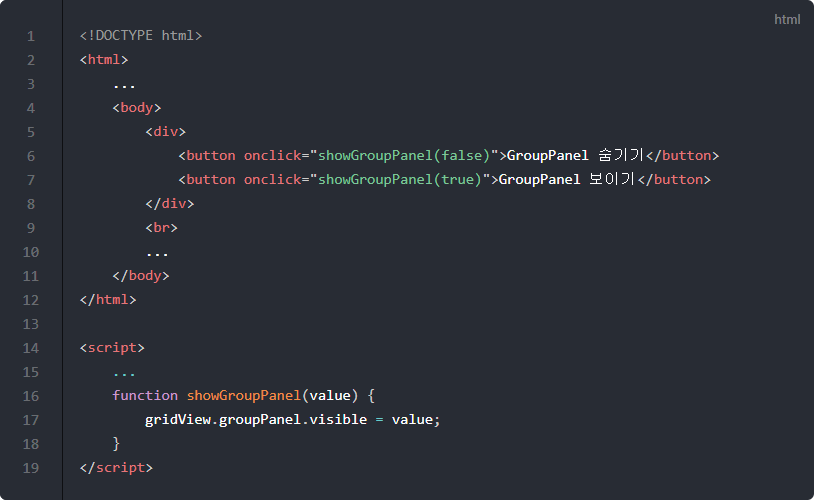 html
1 <!DOCTYPE html>
2 <html>
3     ...
4     <body>
5         <div>
6             <button onclick="showGroupPanel(false)">GroupPanel 숨기기</button>
7             <button onclick="showGroupPanel(true)">GroupPanel 보이기</button>
8         </div>
9         <br>
10         ...
11     </body>
12 </html>
13
14 <script>
15     ...
16     function showGroupPanel(value) {
17         gridView.groupPanel.visible = value;
18     }
19 </script>